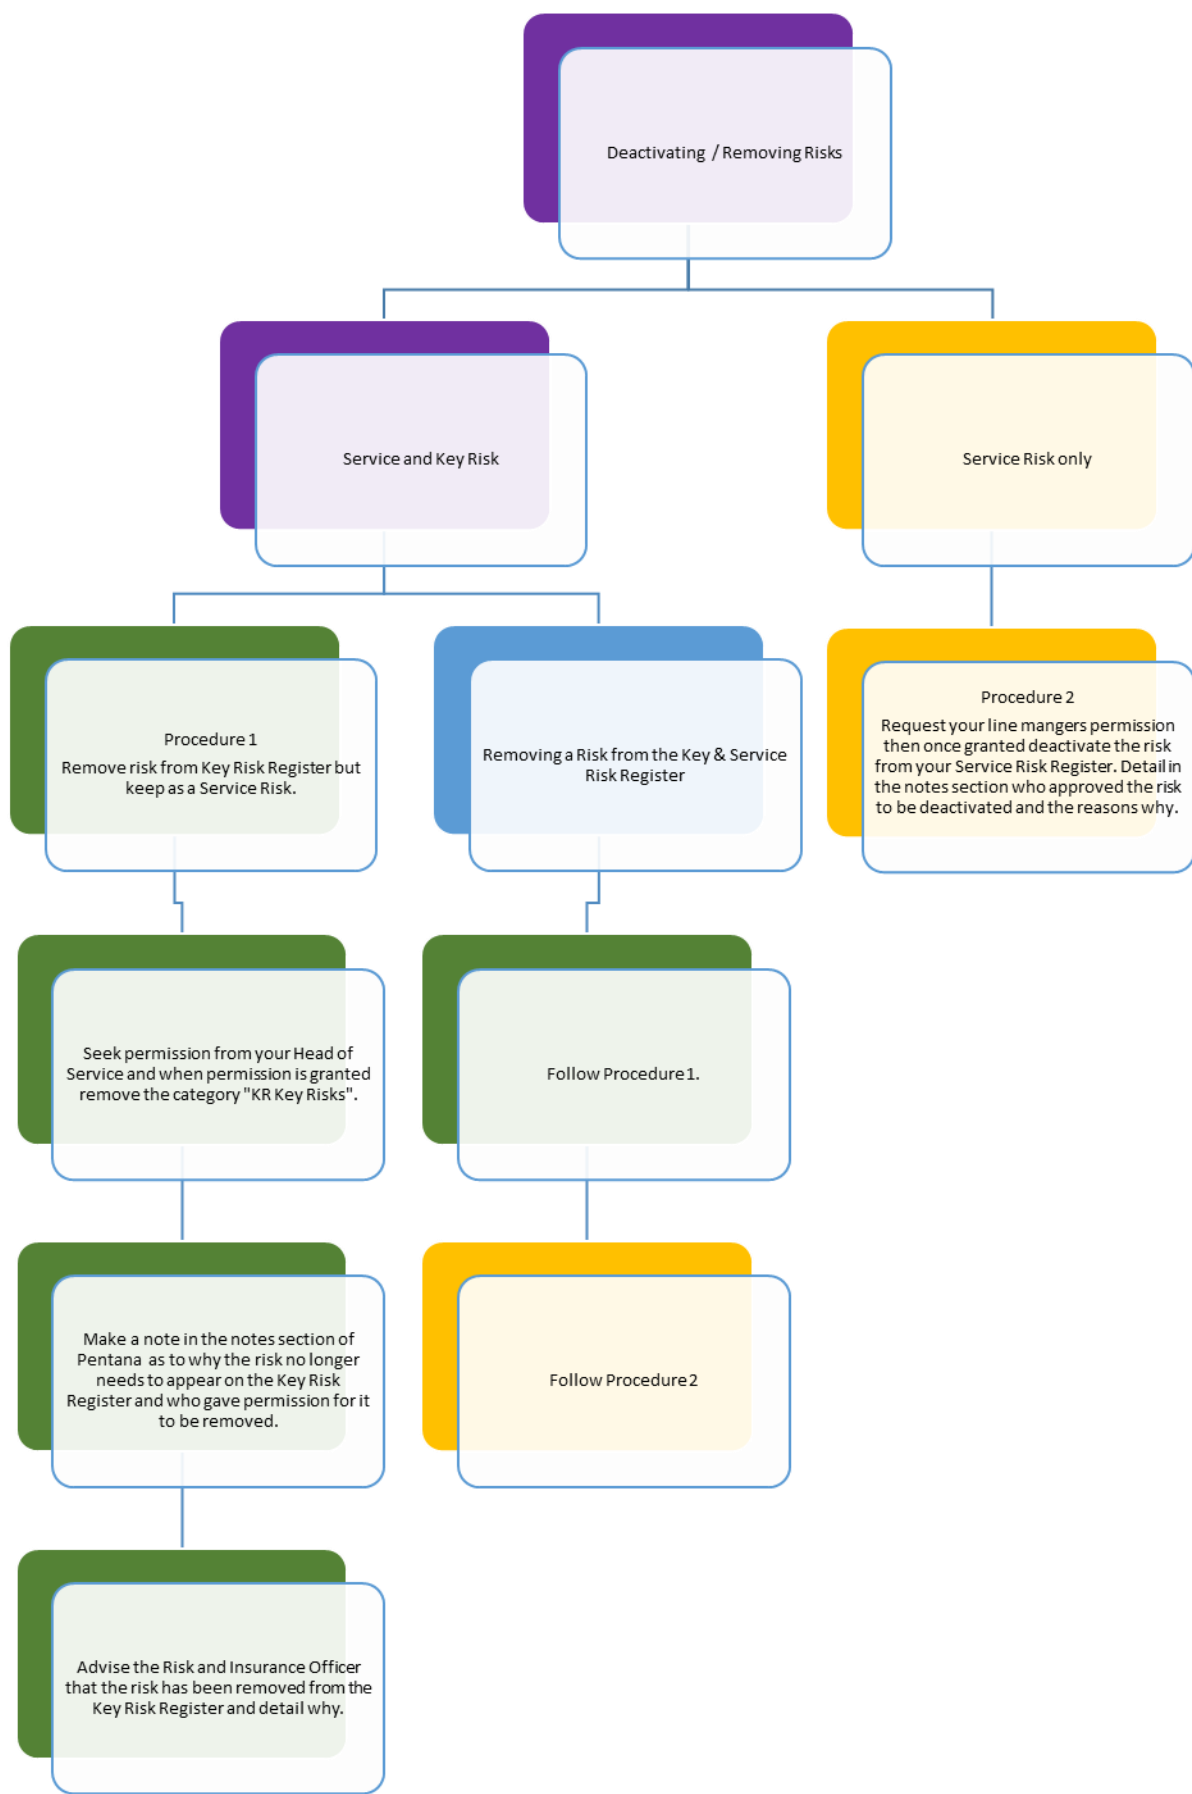 Deactivating / Removing Risks
Service and Key Risk
Service Risk only
Procedure 1
Remove risk from Key Risk Register but
keep as a Service Risk.
Removing a Risk from the Key & Service
Risk Register
Procedure 2
Request your line mangers permission
then once granted deactivate the risk
from your Service Risk Register. Detail in
the notes section who approved the risk
to be deactivated and the reasons why.
Seek permission from your Head of
Service and when permission is granted
remove the category "KR Key Risks".
Follow Procedure 1.
Make a note in the notes section of
Pentana as to why the risk no longer
needs to appear on the Key Risk
Register and who gave permission for it
to be removed.
Follow Procedure 2
Advise the Risk and Insurance Officer
that the risk has been removed from the
Key Risk Register and detail why.